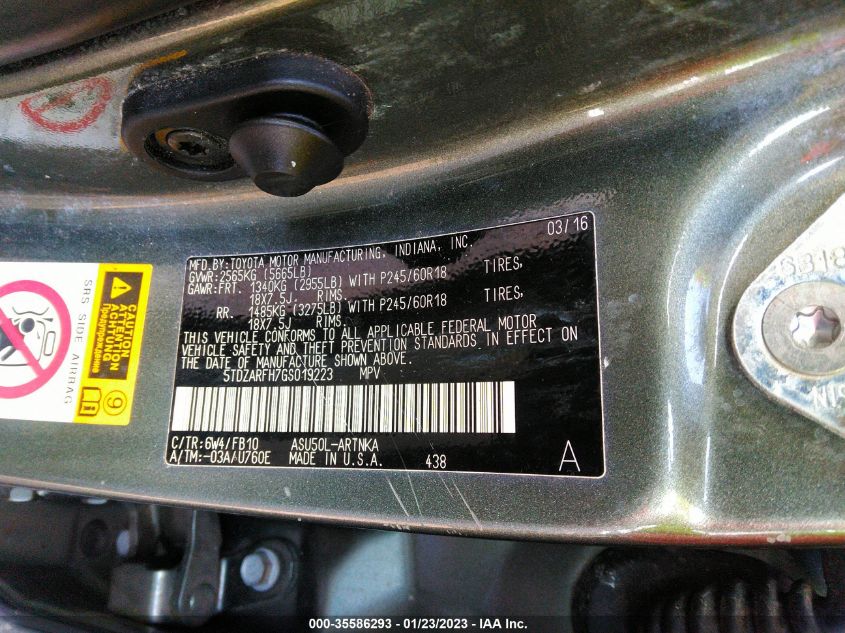 03/16
MFD.BY:TOYOTA MOTOR MANUFACTURING, INDIANA, INC.
GVWR:2565KG (5665LB)
GAWR:FRT. 1340KG (2955LB) WITH P245/60R18 TIRES,
18X7.5J, RIMS.
RR. 1485KG (3275LB) WITH P245/60R18 TIRES,
18X7.5J, RIMS.
THIS VEHICLE CONFORMS TO ALL APPLICABLE FEDERAL MOTOR
VEHICLE SAFETY AND THEFT PREVENTION STANDARDS IN EFFECT ON
THE DATE OF MANUFACTURE SHOWN ABOVE.
5TDZARFH7GS019223 MPV
C/TR:6W4/FB10 ASU50L-ARTNKA
A/TM:-03A/U760E MADE IN U.S.A. 438 A
SRS SIDE AIRBAG
CAUTION
ATTENTION
ACHTUNG
9
000-35586293 - 01/23/2023 - IAA Inc.